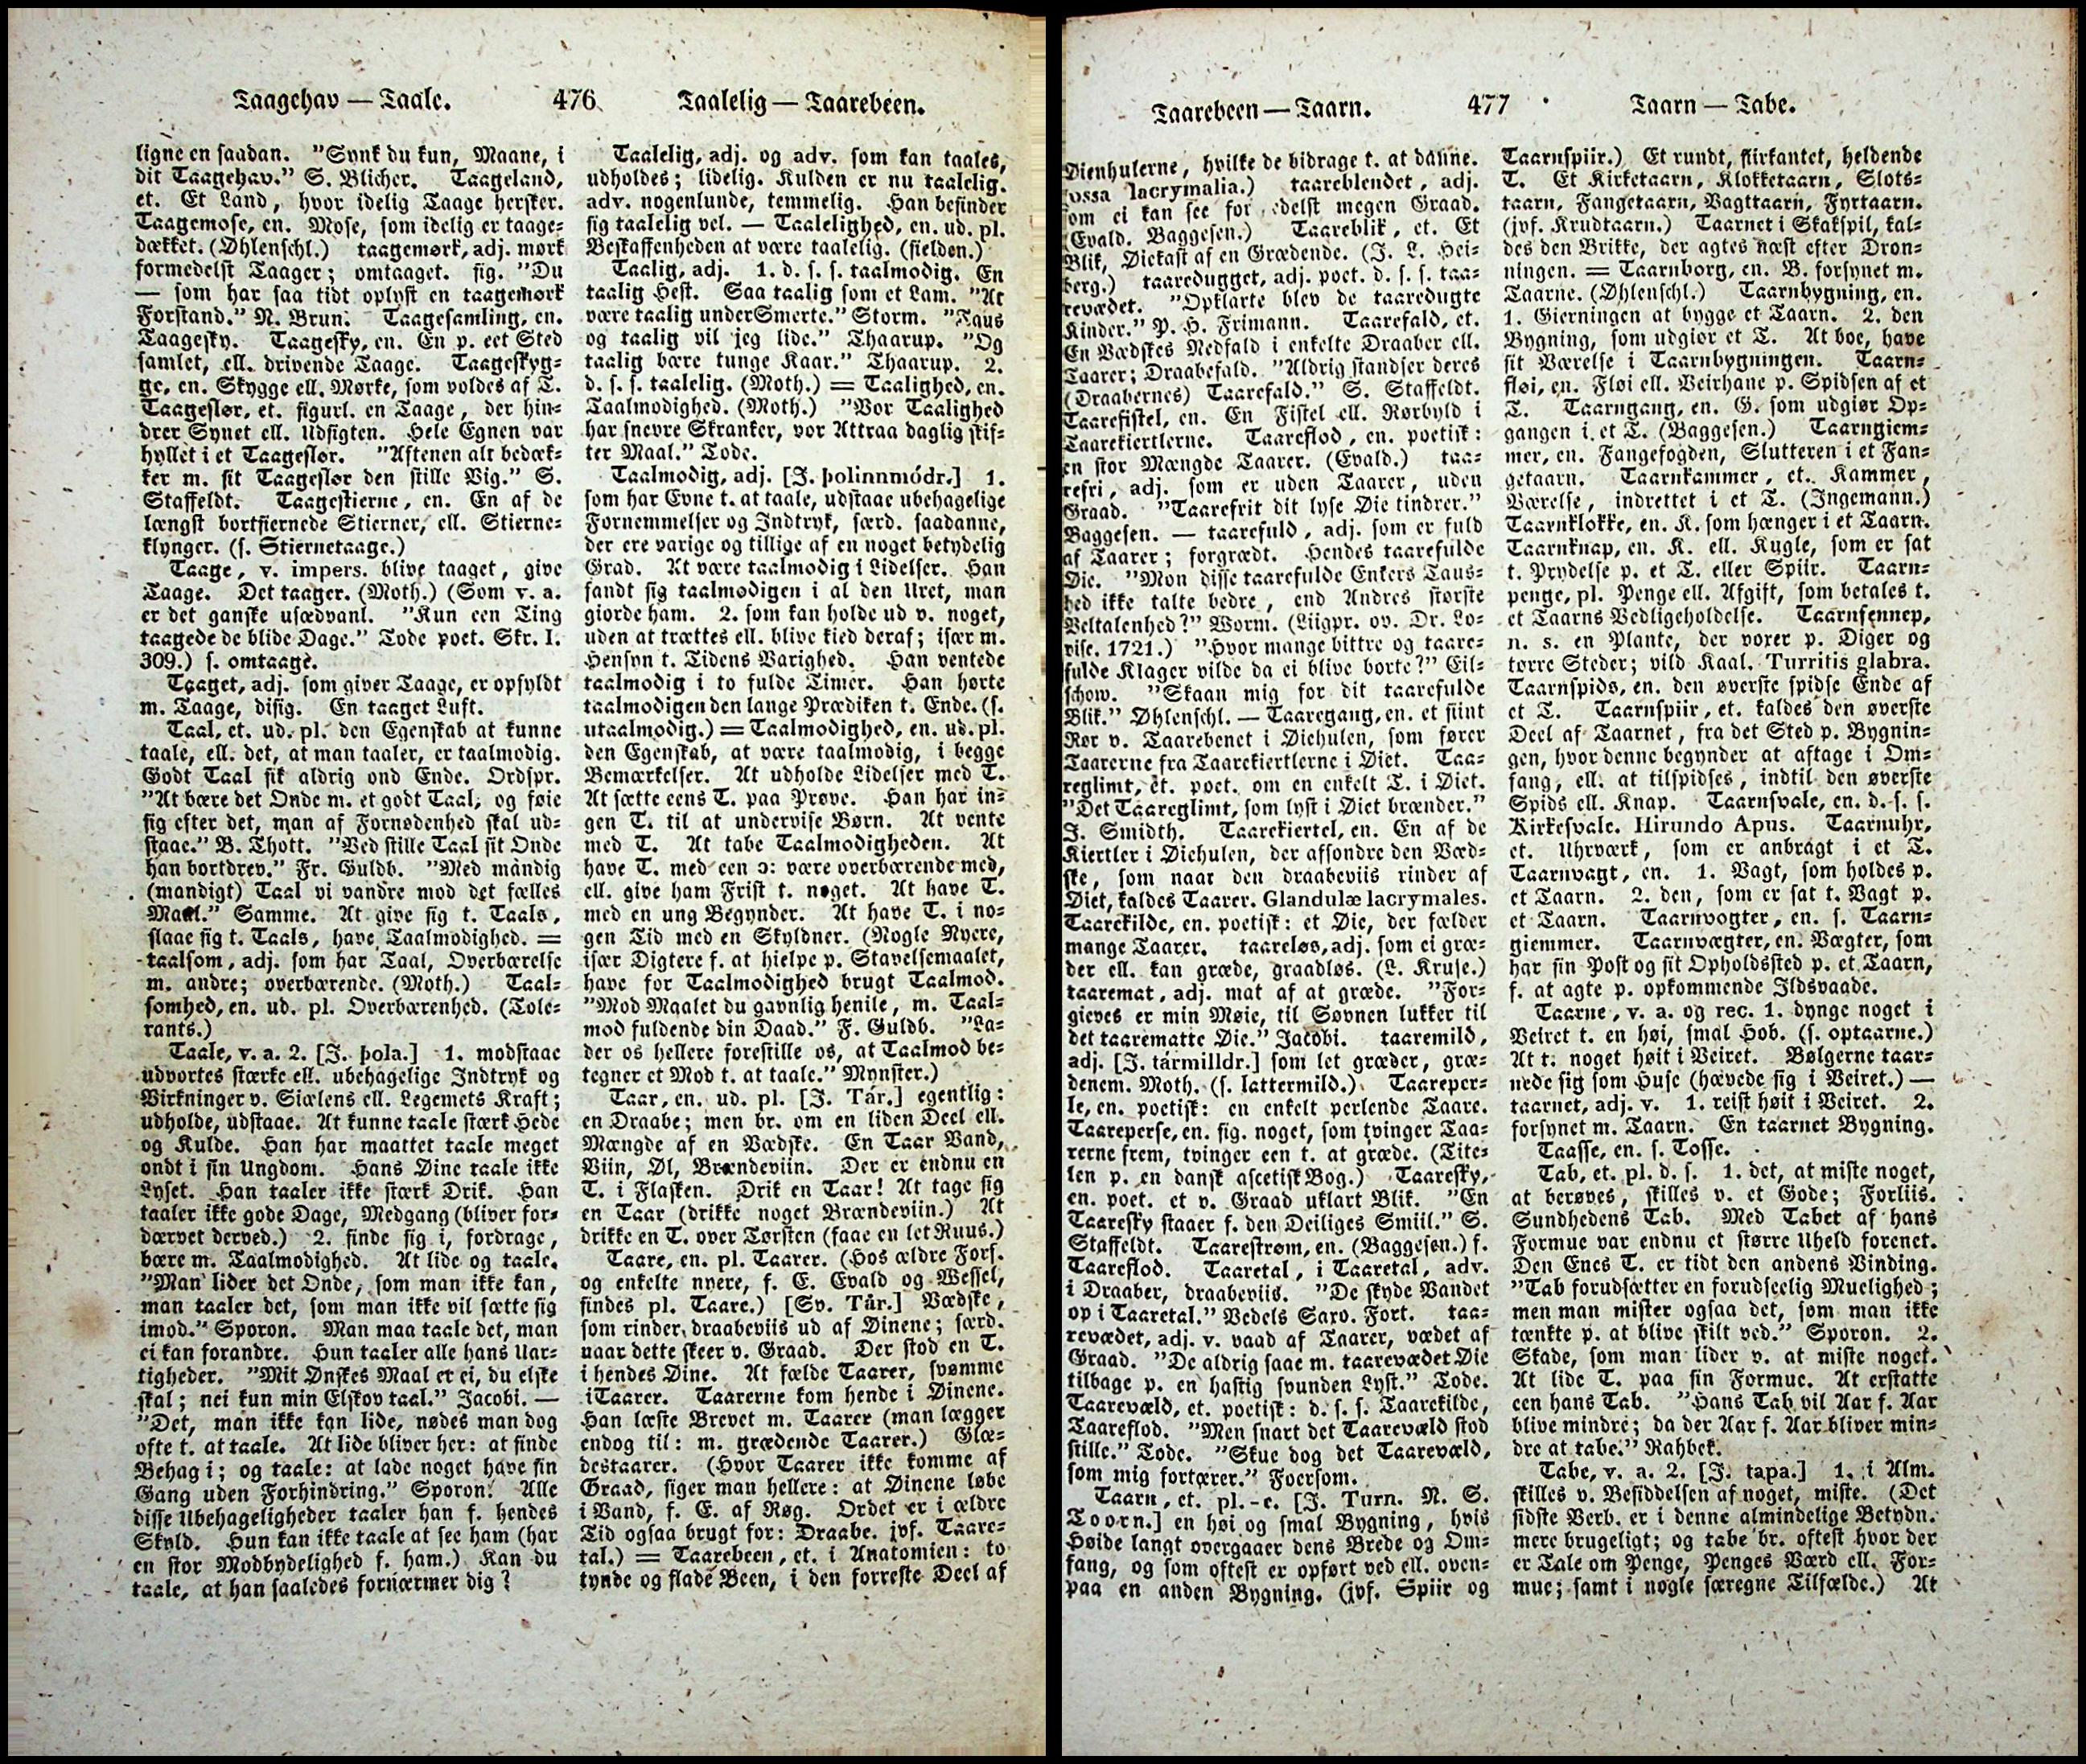 Taagehav — Taale. 476 Taalelig — Taarebeen.
ligne en saadan. "Synk du kun, Maane, i
dit Taagehav." S. Blicher. Taageland,
et. Et Land, hvor idelig Taage hersker.
Taagemose, en. Mose, som idelig er taage-
dækket. (Øhlenschl.) taagemørk, adj. mørk
formedelst Taager; omtaaget. fig. "Du
— som har saa tidt oplyst en taagemørk
Forstand." N. Brun. Taagesamling, en.
Taagesky. Taagesky, en. En p. eet Sted
samlet, ell. drivende Taage. Taageskyg-
ge, en. Skygge ell. Mørke, som voldes af T.
Taageslør, et. figurl. en Taage, der hin-
drer Synet ell. Udsigten. Hele Egnen var
hyllet i et Taageslør. "Aftenen alt bedæk-
ker m. sit Taageslør den stille Vig." S.
Staffeldt. Taagestierne, en. En af de
længst bortfiernede Stierner, ell. Stierne-
klynger. (s. Stiernetaage.)
Taage, v. impers. blive taaget, give
Taage. Det taager. (Moth.) (Som v. a.
er det ganske usædvanl. "Kun een Ting
taagede de blide Dage." Tode poet. Skr. I.
309.) s. omtaage.
Taaget, adj. som giver Taage, er opfyldt
m. Taage, disig. En taaget Luft.
Taal, et. ud. pl. den Egenskab at kunne
taale, ell. det, at man taaler, er taalmodig.
Godt Taal fik aldrig ond Ende. Ordspr.
"At bære det Onde m. et godt Taal, og føie
sig efter det, man af Fornødenhed skal ud-
staae." B. Thott. "Ved stille Taal sit Onde
han bortdrev." Fr. Guldb. "Med mandig
(mandigt) Taal vi vandre mod det fælles
Maal." Samme. At give sig t. Taals,
slaae sig t. Taals, have Taalmodighed. =
taalsom, adj. som har Taal, Overbærelse
m. andre; overbærende. (Moth.) Taal-
somhed, en. ud. pl. Overbærenhed. (Tole-
rants.)
Taale, v. a. 2. [I. þola.] 1. modstaae
udvortes stærke ell. ubehagelige Indtryk og
Virkninger v. Siælens ell. Legemets Kraft;
udholde, udstaae. At kunne taale stærk Hede
og Kulde. Han har maattet taale meget
ondt i sin Ungdom. Hans Øine taale ikke
Lyset. Han taaler ikke stærk Drik. Han
taaler ikke gode Dage, Medgang (bliver for-
dærvet derved.) 2. finde sig i, fordrage,
bære m. Taalmodighed. At lide og taale.
"Man lider det Onde, som man ikke kan,
man taaler det, som man ikke vil sætte sig
imod." Sporon. Man maa taale det, man
ei kan forandre. Hun taaler alle hans Uar-
tigheder. "Mit Ønskes Maal er ei, du elske
skal; nei kun min Elskov taal." Jacobi. —
"Det, man ikke kan lide, nødes man dog
ofte t. at taale. At lide bliver her: at finde
Behag i; og taale: at lade noget have sin
Gang uden Forhindring." Sporon. Alle
disse Ubehageligheder taaler han f. hendes
Skyld. Hun kan ikke taale at see ham (har
en stor Modbydelighed f. ham.) Kan du
taale, at han saaledes fornærmer dig?
Taalelig, adj. og adv. som kan taales,
udholdes; lidelig. Kulden er nu taalelig.
adv. nogenlunde, temmelig. Han befinder
sig taalelig vel. — Taalelighed, en. ud. pl.
Beskaffenheden at være taalelig. (sielden.)
Taalig, adj. 1. d. s. s. taalmodig. En
taalig Hest. Saa taalig som et Lam. "At
være taalig under Smerte." Storm. "Taus
og taalig vil jeg lide." Thaarup. "Og
taalig bære tunge Kaar." Thaarup. 2.
d. s. s. taalelig. (Moth.) = Taalighed, en.
Taalmodighed. (Moth.) "Vor Taalighed
har snevre Skranker, vor Attraa daglig skif-
ter Maal." Tode.
Taalmodig, adj. [I. þolinnmódr.] 1.
som har Evne t. at taale, udstaae ubehagelige
Fornemmelser og Indtryk, særd. saadanne,
der ere varige og tillige af en noget betydelig
Grad. At være taalmodig i Lidelser. Han
fandt sig taalmodigen i al den Uret, man
giorde ham. 2. som kan holde ud v. noget,
uden at trættes ell. blive kied deraf; især m.
Hensyn t. Tidens Varighed. Han ventede
taalmodig i to fulde Timer. Han hørte
taalmodigen den lange Prædiken t. Ende. (s.
utaalmodig.) = Taalmodighed, en. ud. pl.
den Egenskab, at være taalmodig, i begge
Bemærkelser. At udholde Lidelser med T.
At sætte eens T. paa Prøve. Han har in-
gen T. til at undervise Børn. At vente
med T. At tabe Taalmodigheden. At
have T. med een ɔ: være overbærende med,
ell. give ham Frist t. noget. At have T.
med en ung Begynder. At have T. i no-
gen Tid med en Skyldner. (Nogle Nyere,
især Digtere f. at hielpe p. Stavelsemaalet,
have for Taalmodighed brugt Taalmod.
"Mod Maalet du gavnlig henile, m. Taal-
mod fuldende din Daad." F. Guldb. "La-
der os hellere forestille os, at Taalmod be-
tegner et Mod t. at taale." Mynster.)
Taar, en. ud. pl. [I. Tár.] egentlig:
en Draabe; men br. om en liden Deel ell.
Mængde af en Vædske. En Taar Vand,
Viin, Øl, Brændeviin. Der er endnu en
T. i Flasken. Drik en Taar! At tage sig
en Taar (drikke noget Brændeviin.) At
drikke en T. over Tørsten (faae en let Ruus.)
Taare, en. pl. Taarer. (Hos ældre Forf.
og enkelte nyere, f. E. Evald og Wessel,
findes pl. Taare.) [Sv. Tår.] Vædske,
som rinder draabeviis ud af Øinene; særd.
naar dette skeer v. Graad. Der stod en T.
i hendes Øine. At fælde Taarer, svømme
i Taarer. Taarerne kom hende i Øinene.
Han læste Brevet m. Taarer (man lægger
endog til: m. grædende Taarer.) Glæ-
destaarer. (Hvor Taarer ikke komme af
Graad, siger man hellere: at Øinene løbe
i Vand, f. E. af Røg. Ordet er i ældre
Tid ogsaa brugt for: Draabe. jvf. Taare-
tal.) = Taarebeen, et. i Anatomien: to
tynde og flade Been, i den forreste Deel af
Taarebeen — Taarn. 477 Taarn — Tabe.
Øienhulerne, hvilke de bidrage t. at danne.
ossa lacrymalia.) taareblendet, adj.
om ei kan see for edelst megen Graad.
(Evald. Baggesen.) Taareblik, et. Et
Blik, Øiekast af en Grædende. (J. L. Hei-
berg.) taaredugget, adj. poet. d. s. s. taa-
revædet. "Opklarte blev de taaredugte
Kinder." P. H. Frimann. Taarefald, et.
En Vædskes Nedfald i enkelte Draaber ell.
Taarer; Draabefald. "Aldrig standser deres
(Draabernes) Taarefald." S. Staffeldt.
Taarefistel, en. En Fistel ell. Rørbyld i
Taarekiertlerne. Taareflod, en. poetisk:
en stor Mængde Taarer. (Evald.) taa-
refri, adj. som er uden Taarer, uden
Graad. "Taarefrit dit lyse Øie tindrer."
Baggesen. — taarefuld, adj. som er fuld
af Taarer; forgrædt. Hendes taarefulde
Øie. "Mon disse taarefulde Enkers Taus-
hed ikke talte bedre, end Andres største
Veltalenhed?" Worm. (Liigpr. ov. Dr. Lo-
vise. 1721.) "Hvor mange bittre og taare-
fulde Klager vilde da ei blive borte?" Eil-
schow. "Skaan mig for dit taarefulde
Blik." Øhlenschl. — Taaregang, en. et fiint
Rør v. Taarebenet i Øiehulen, som fører
Taarerne fra Taarekiertlerne i Øiet. Taa-
reglimt, et. poet. om en enkelt T. i Øiet.
"Det Taareglimt, som lyst i Øiet brænder."
J. Smidth. Taarekiertel, en. En af de
Kiertler i Øiehulen, der afsondre den Væd-
ske, som naar den draabeviis rinder af
Øiet, kaldes Taarer. Glandulæ lacrymales.
Taarekilde, en. poetisk: et Øie, der fælder
mange Taarer. taareløs, adj. som ei græ-
der ell. kan græde, graadløs. (L. Kruse.)
taaremat, adj. mat af at græde. "For-
gieves er min Møie, til Søvnen lukker til
det taarematte Øie." Jacobi. taaremild,
adj. [I. tármilldr.] som let græder, græ-
denem. Moth. (s. lattermild.) Taareper-
le, en. poetisk: en enkelt perlende Taare.
Taareperse, en. fig. noget, som tvinger Taa-
rerne frem, tvinger een t. at græde. (Tite-
len p. en dansk ascetisk Bog.) Taaresky,
en. poet. et v. Graad uklart Blik. "En
Taaresky staaer f. den Deiliges Smiil." S.
Staffeldt. Taarestrøm, en. (Baggesen.) s.
Taareflod. Taaretal, i Taaretal, adv.
i Draaber, draabeviis. "De skyde Vandet
op i Taaretal." Vedels Saxo. Fort. taa-
revædet, adj. v. vaad af Taarer, vædet af
Graad. "De aldrig saae m. taarevædet Øie
tilbage p. en hastig svunden Lyst." Tode.
Taarevæld, et. poetisk: d. s. s. Taarekilde,
Taareflod. "Men snart det Taarevæld stod
stille." Tode. "Skue dog det Taarevæld,
som mig fortærer." Foersom.
Taarn, et. pl. -e. [I. Turn. N. S.
Toorn.] en høi og smal Bygning, hvis
Høide langt overgaaer dens Brede og Om-
fang, og som oftest er opført ved ell. oven-
paa en anden Bygning. (jvf. Spiir og
Taarnspiir.) Et rundt, fiirkantet, heldende
T. Et Kirketaarn, Klokketaarn, Slots-
taarn, Fangetaarn, Vagttaarn, Fyrtaarn.
(jvf. Krudtaarn.) Taarnet i Skakspil, kal-
des den Brikke, der agtes næst efter Dron-
ningen. = Taarnborg, en. B. forsynet m.
Taarne. (Øhlenschl.) Taarnbygning, en.
1. Gierningen at bygge et Taarn. 2. den
Bygning, som udgiør et T. At boe, have
sit Værelse i Taarnbygningen. Taarn-
fløi, en. Fløi ell. Veirhane p. Spidsen af et
T. Taarngang, en. G. som udgiør Op-
gangen i et T. (Baggesen.) Taarngiem-
mer, en. Fangefogden, Slutteren i et Fan-
getaarn. Taarnkammer, et. Kammer,
Værelse, indrettet i et T. (Ingemann.)
Taarnklokke, en. K. som hænger i et Taarn.
Taarnknap, en. K. ell. Kugle, som er sat
t. Prydelse p. et T. eller Spiir. Taarn-
penge, pl. Penge ell. Afgift, som betales t.
et Taarns Vedligeholdelse. Taarnsennep,
n. s. en Plante, der voxer p. Diger og
tørre Steder; vild Kaal. Turritis glabra.
Taarnspids, en. den øverste spidse Ende af
et T. Taarnspiir, et. kaldes den øverste
Deel af Taarnet, fra det Sted p. Bygnin-
gen, hvor denne begynder at aftage i Om-
fang, ell. at tilspidses, indtil den øverste
Spids ell. Knap. Taarnsvale, en. d. s. s.
Kirkesvale. Hirundo Apus. Taarnuhr,
et. Uhrværk, som er anbragt i et T.
Taarnvagt, en. 1. Vagt, som holdes p.
et Taarn. 2. den, som er sat t. Vagt p.
et Taarn. Taarnvogter, en. s. Taarn-
giemmer. Taarnvægter, en. Vægter, som
har sin Post og sit Opholdssted p. et Taarn,
f. at agte p. opkommende Ildsvaade.
Taarne, v. a. og rec. 1. dynge noget i
Veiret t. en høi, smal Hob. (s. optaarne.)
At t. noget høit i Veiret. Bølgerne taar-
nede sig som Huse (hævede sig i Veiret.) —
taarnet, adj. v. 1. reist høit i Veiret. 2.
forsynet m. Taarn. En taarnet Bygning.
Taasse, en. s. Tosse.
Tab, et. pl. d. s. 1. det, at miste noget,
at berøves, skilles v. et Gode; Forliis.
Sundhedens Tab. Med Tabet af hans
Formue var endnu et større Uheld forenet.
Den Enes T. er tidt den andens Vinding.
"Tab forudsætter en forudseelig Muelighed;
men man mister ogsaa det, som man ikke
tænkte p. at blive skilt ved." Sporon. 2.
Skade, som man lider v. at miste noget.
At lide T. paa sin Formue. At erstatte
een hans Tab. "Hans Tab vil Aar f. Aar
blive mindre; da der Aar f. Aar bliver min-
dre at tabe." Rahbek.
Tabe, v. a. 2. [I. tapa.] 1. i Alm.
skilles v. Besiddelsen af noget, miste. (Det
sidste Verb. er i denne almindelige Betydn.
mere brugeligt; og tabe br. oftest hvor der
er Tale om Penge, Penges Værd ell. For-
mue; samt i nogle særegne Tilfælde.) At